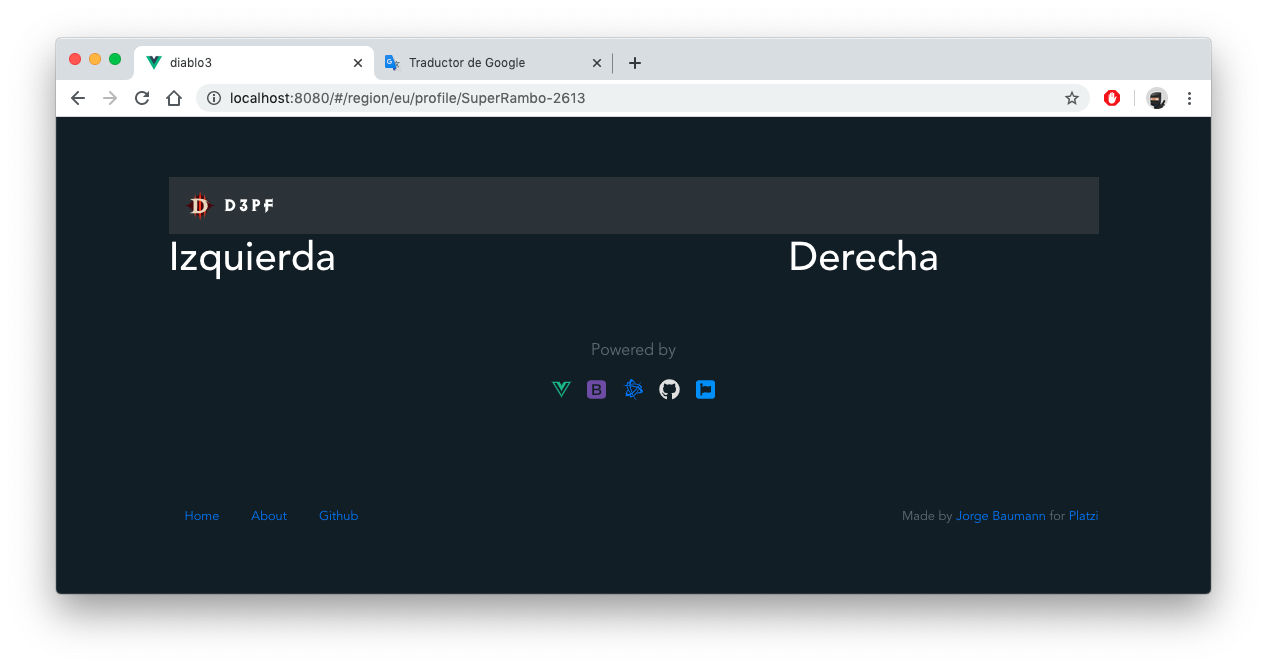 diablo3
Traductor de Google
localhost:8080/#/region/eu/profile/SuperRambo-2613
D D3PF
Izquierda
Derecha
Powered by
B
Home About Github
Made by Jorge Baumann for Platzi